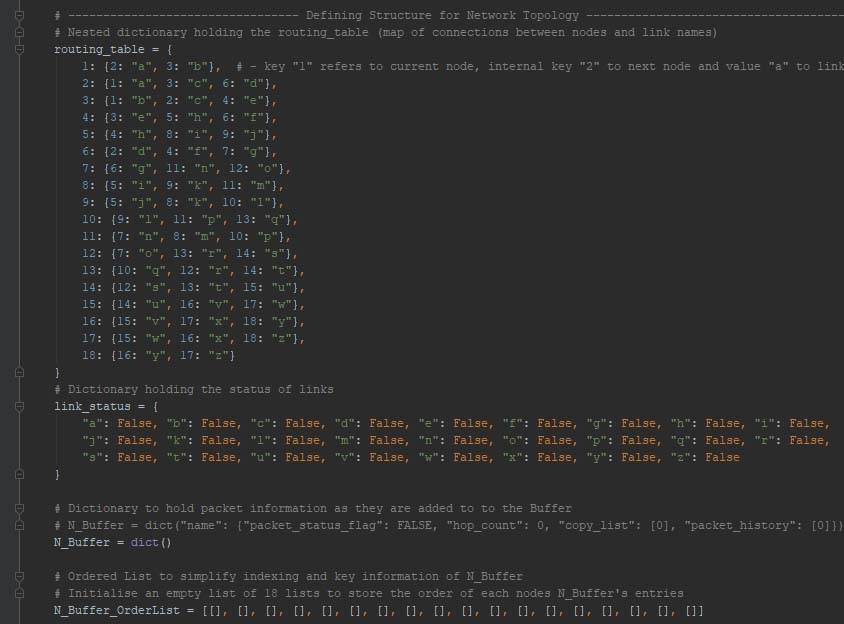 # --------------------------------- Defining Structure for Network Topology -------------------------------------
# Nested dictionary holding the routing_table (map of connections between nodes and link names)
routing_table = {
1: {2: "a", 3: "b"},  # - key "1" refers to current node, internal key "2" to next node and value "a" to link
2: {1: "a", 3: "c", 6: "d"},
3: {1: "b", 2: "c", 4: "e"},
4: {3: "e", 5: "h", 6: "f"},
5: {4: "h", 8: "i", 9: "j"},
6: {2: "d", 4: "f", 7: "g"},
7: {6: "g", 11: "n", 12: "o"},
8: {5: "i", 9: "k", 11: "m"},
9: {5: "j", 8: "k", 10: "l"},
10: {9: "l", 11: "p", 13: "q"},
11: {7: "n", 8: "m", 10: "p"},
12: {7: "o", 13: "r", 14: "s"},
13: {10: "q", 12: "r", 14: "t"},
14: {12: "s", 13: "t", 15: "u"},
15: {14: "u", 16: "v", 17: "w"},
16: {15: "v", 17: "x", 18: "y"},
17: {15: "w", 16: "x", 18: "z"},
18: {16: "y", 17: "z"}
}
# Dictionary holding the status of links
link_status = {
"a": False, "b": False, "c": False, "d": False, "e": False, "f": False, "g": False, "h": False, "i": False,
"j": False, "k": False, "l": False, "m": False, "n": False, "o": False, "p": False, "q": False, "r": False,
"s": False, "t": False, "u": False, "v": False, "w": False, "x": False, "y": False, "z": False
}
# Dictionary to hold packet information as they are added to to the Buffer
# N_Buffer = dict("name": {"packet_status_flag": FALSE, "hop_count": 0, "copy_list": [0], "packet_history": [0]})
N_Buffer = dict()
# Ordered List to simplify indexing and key information of N_Buffer
# Initialise an empty list of 18 lists to store the order of each nodes N_Buffer's entries
N_Buffer_OrderList = [[], [], [], [], [], [], [], [], [], [], [], [], [], [], [], [], [], []]